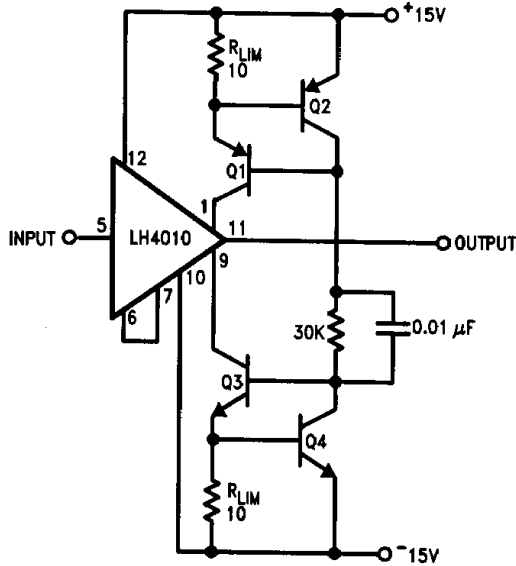 +15V
RLIM
10
Q2
12
Q1
1
5
INPUT
LH4010
11
OUTPUT
10
9
7
6
30K
0.01 µF
Q3
Q4
RLIM
10
-15V